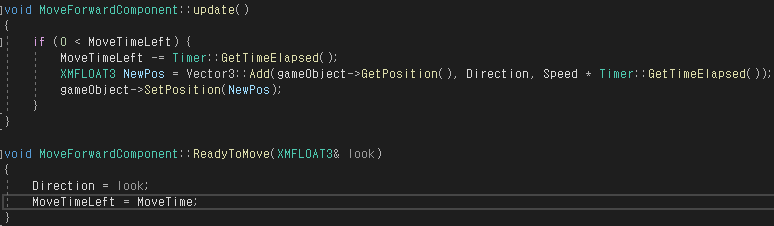 void MoveForwardComponent::update()
{
    if (0 < MoveTimeLeft) {
        MoveTimeLeft -= Timer::GetTimeElapsed();
        XMFLOAT3 NewPos = Vector3::Add(gameObject->GetPosition(), Direction, Speed * Timer::GetTimeElapsed());
        gameObject->SetPosition(NewPos);
    }
}
void MoveForwardComponent::ReadyToMove(XMFLOAT3& look)
{
    Direction = look;
    MoveTimeLeft = MoveTime;
}